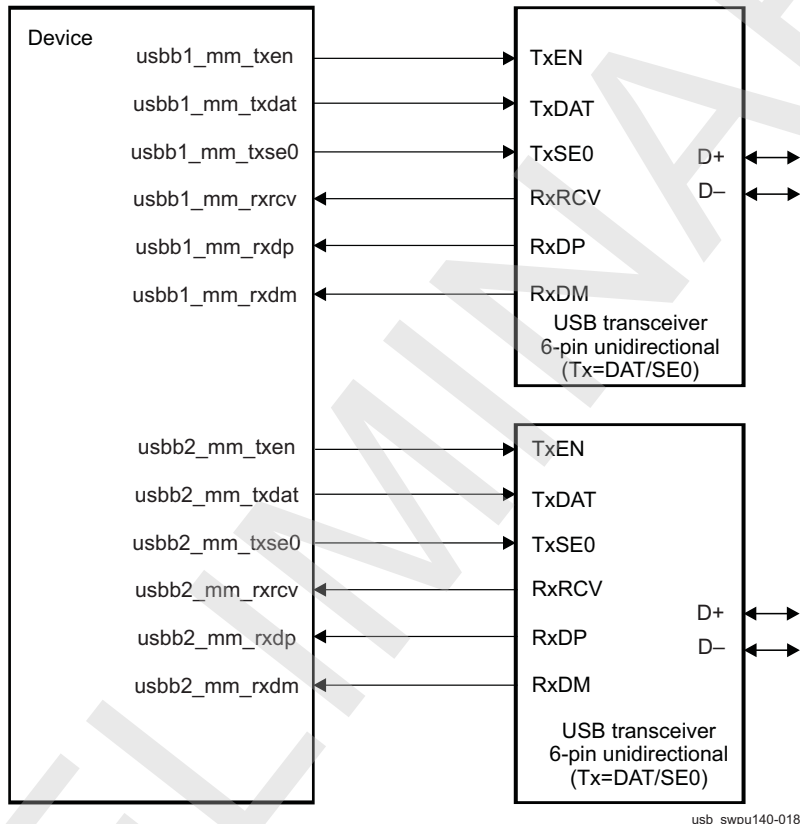 Device
usbb1_mm_txen
usbb1_mm_txdat
usbb1_mm_txse0
usbb1_mm_rxrcv
usbb1_mm_rxdp
usbb1_mm_rxdm
TxEN
TxDAT
TxSE0
RxRCV
RxDP
RxDM
D+
D–
USB transceiver
6-pin unidirectional
(Tx=DAT/SE0)
usbb2_mm_txen
usbb2_mm_txdat
usbb2_mm_txse0
usbb2_mm_rxrcv
usbb2_mm_rxdp
usbb2_mm_rxdm
TxEN
TxDAT
TxSE0
RxRCV
RxDP
RxDM
D+
D–
USB transceiver
6-pin unidirectional
(Tx=DAT/SE0)
usb_swpu140-018